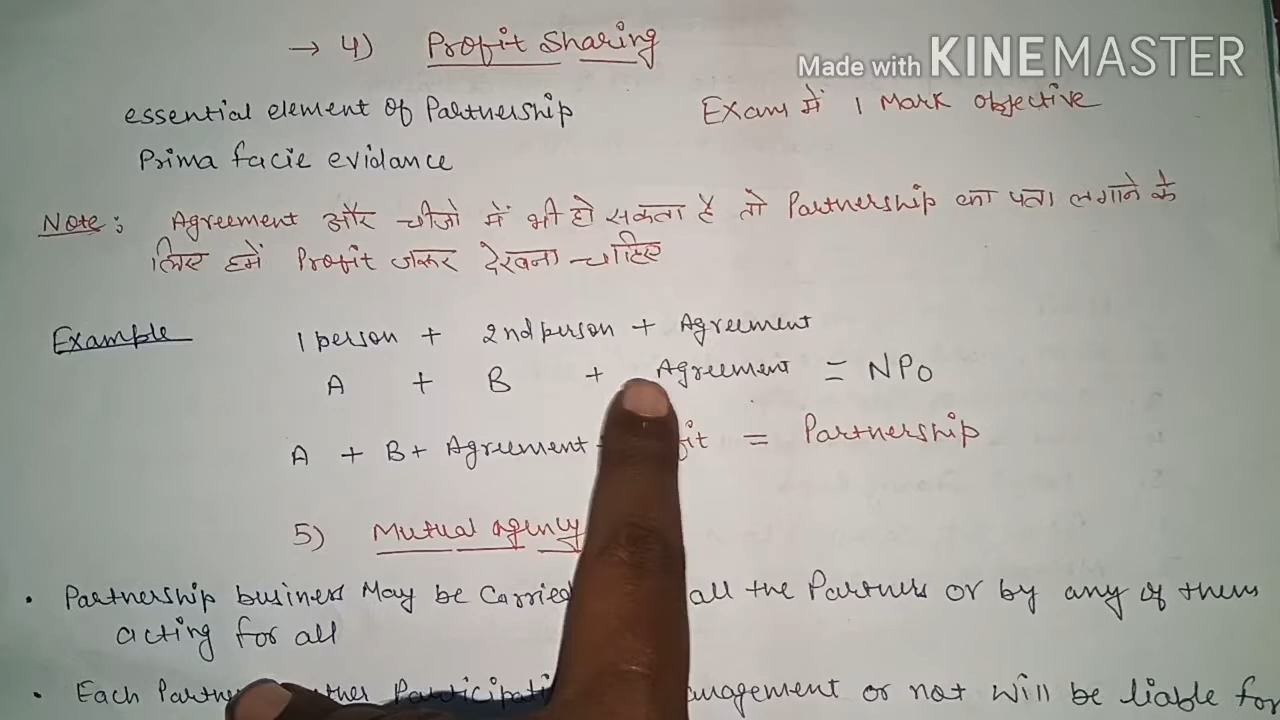 → 4) Profit Sharing
Made with KINEMASTER
essential element of Partnership
Exam में 1 Mark objective
Prima facie evidance
Note: Agreement और चीजो में भी हो सकता है तो Partnership का पता लगाने के
लिए हमें Profit जरूर देखना चाहिए
Example 1 person + 2nd person + Agreement
A + B + Agreement = NPO
A + B + Agreement = Partnership
5) Mutual agency
• Partnership business May be Carried all the Partners or by any of them
acting for all
• Each or not will be liable for